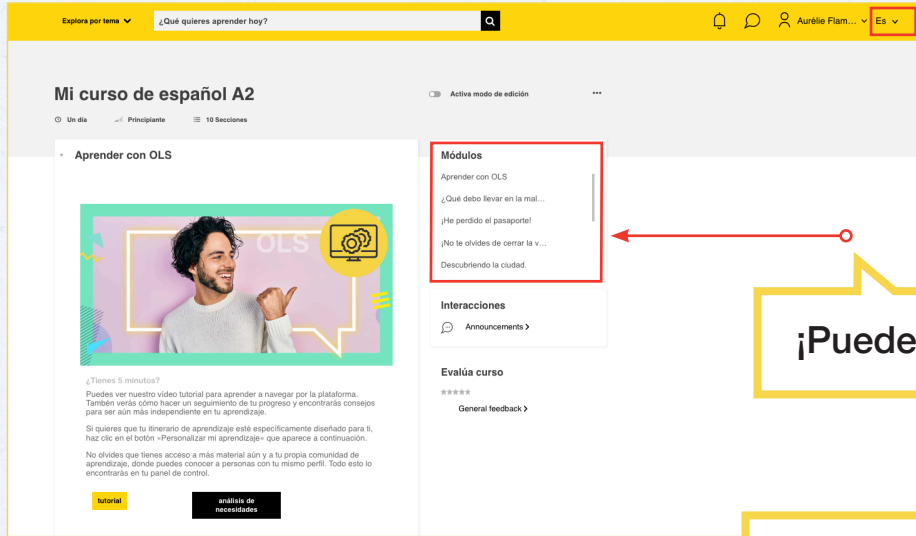 Explora por tema
¿Qué quieres aprender hoy?
Aurélie Flam...
Es
Mi curso de español A2
Activa modo de edición
Un día
Principiante
10 Secciones
Aprender con OLS
OLS
¿Tienes 5 minutos?
Puedes ver nuestro vídeo tutorial para aprender a navegar por la plataforma.
También verás cómo hacer un seguimiento de tu progreso y encontrarás consejos
para ser aún más independiente en tu aprendizaje.
Si quieres que tu itinerario de aprendizaje esté específicamente diseñado para ti,
haz clic en el botón «Personalizar mi aprendizaje» que aparece a continuación.
No olvides que tienes acceso a más material aún y a tu propia comunidad de
aprendizaje, donde puedes conocer a personas con tu mismo perfil. Todo esto lo
encontrarás en tu panel de control.
tutorial
análisis de
necesidades
Módulos
Aprender con OLS
¿Qué debo llevar en la mal...
¡He perdido el pasaporte!
¡No te olvides de cerrar la v...
Descubriendo la ciudad.
Interacciones
Announcements
Evalúa curso
General feedback
¡Puede